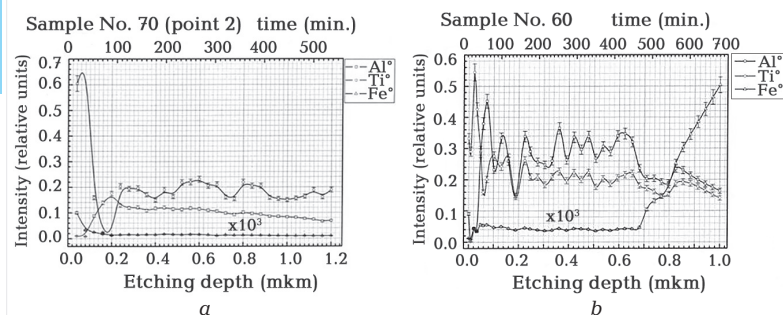 Sample No. 70 (point 2) time (min.)
0 100 200 300 400 500
0.7
0.6
0.5
0.4
0.3
0.2
0.1
0.0
Intensity (relative units)
Al°
Ti°
Fe°
x10³
0.0 0.2 0.4 0.6 0.8 1.0 1.2
Etching depth (mkm)
a
Sample No. 60 time (min.)
0 100 200 300 400 500 600 700
0.6
0.5
0.4
0.3
0.2
0.1
0.0
Intensity (relative units)
Al°
Ti°
Fe°
x10³
0.0 0.2 0.4 0.6 0.8 1.0
Etching depth (mkm)
b